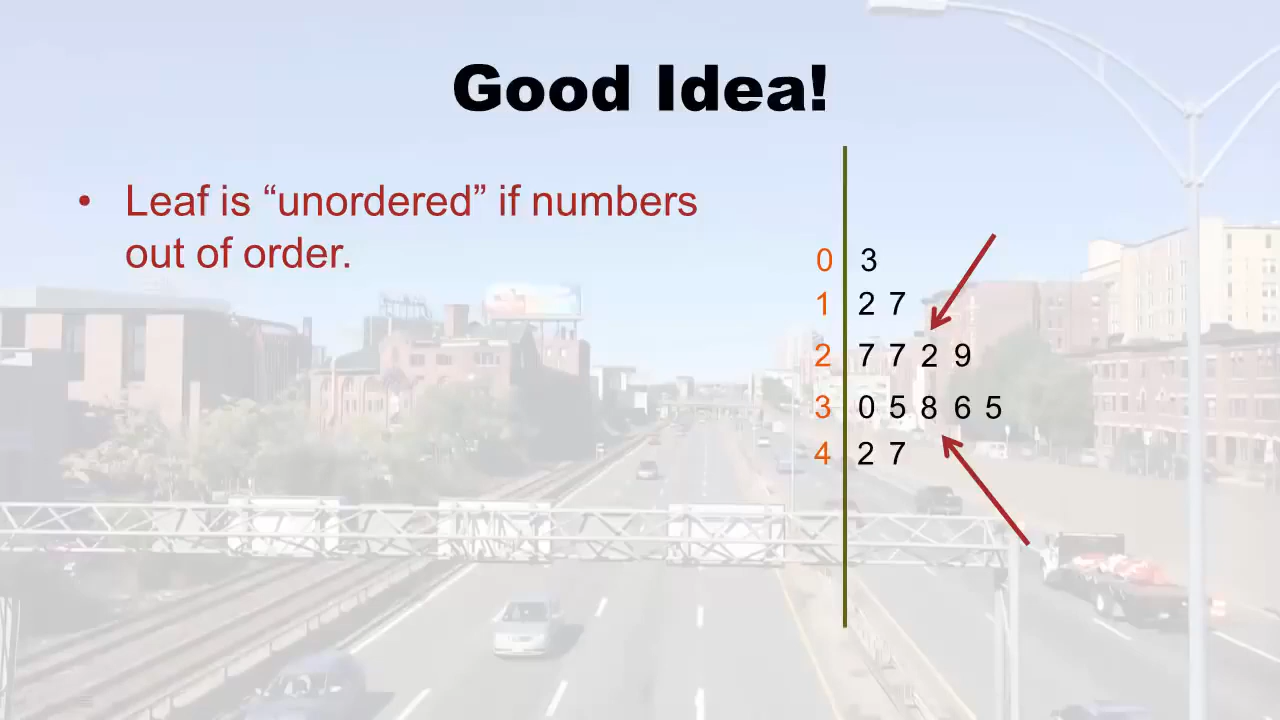 Good Idea!
• Leaf is “unordered” if numbers
out of order.
0 3
1 2 7
2 7 7 2 9
3 0 5 8 6 5
4 2 7